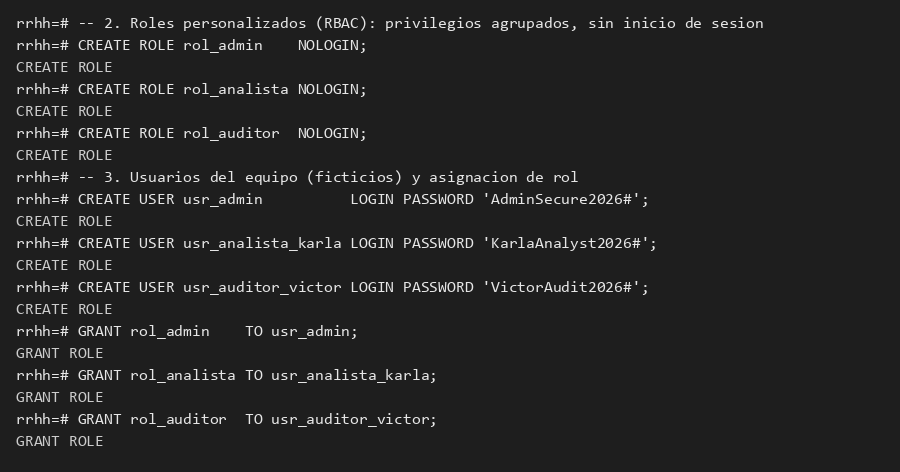 rrhh=# -- 2. Roles personalizados (RBAC): privilegios agrupados, sin inicio de sesion
rrhh=# CREATE ROLE rol_admin    NOLOGIN;
CREATE ROLE
rrhh=# CREATE ROLE rol_analista NOLOGIN;
CREATE ROLE
rrhh=# CREATE ROLE rol_auditor  NOLOGIN;
CREATE ROLE
rrhh=# -- 3. Usuarios del equipo (ficticios) y asignacion de rol
rrhh=# CREATE USER usr_admin          LOGIN PASSWORD 'AdminSecure2026#';
CREATE ROLE
rrhh=# CREATE USER usr_analista_karla LOGIN PASSWORD 'KarlaAnalyst2026#';
CREATE ROLE
rrhh=# CREATE USER usr_auditor_victor LOGIN PASSWORD 'VictorAudit2026#';
CREATE ROLE
rrhh=# GRANT rol_admin    TO usr_admin;
GRANT ROLE
rrhh=# GRANT rol_analista TO usr_analista_karla;
GRANT ROLE
rrhh=# GRANT rol_auditor  TO usr_auditor_victor;
GRANT ROLE